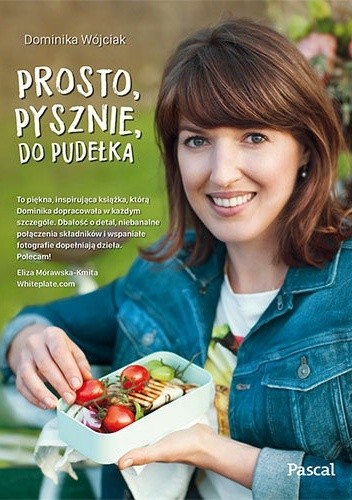 Dominika Wójciak
PROSTO,
PYSZNIE,
DO PUDEŁKA
To piękna, inspirująca książka, którą
Dominika dopracowała w każdym
szczególe. Dbałość o detal, niebanalne
połączenia składników i wspaniałe
fotografie dopełniają dzieła.
Polecam!
Eliza Mórawska-Kmita
Whiteplate.com
Pascal